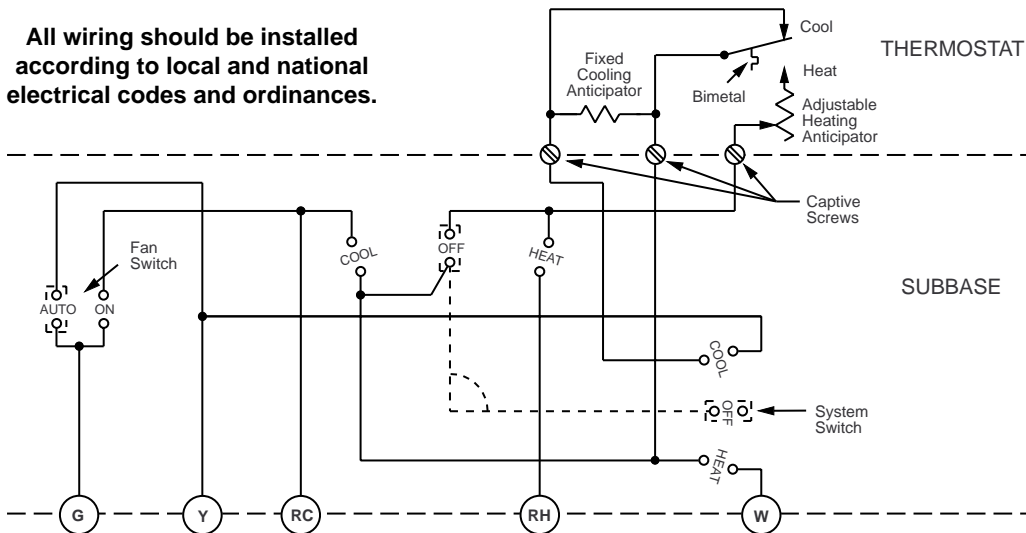 All wiring should be installed
according to local and national
electrical codes and ordinances.
Cool
THERMOSTAT
Fixed
Cooling
Anticipator
Heat
Bimetal
Adjustable
Heating
Anticipator
Captive
Screws
Fan
Switch
COOL
OFF
HEAT
SUBBASE
AUTO
ON
COOL
OFF
System
Switch
HEAT
G
Y
RC
RH
W